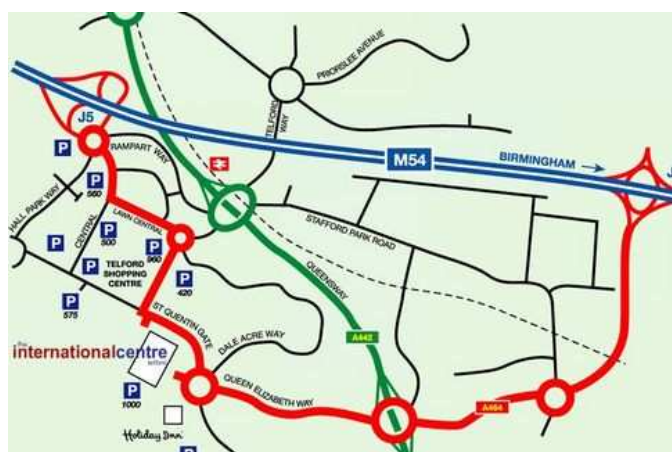 PRIORSLEE AVENUE
TELFORD
WAY
J5
RAMPART WAY
M54
BIRMINGHAM
J
P
P
560
HALL PARK WAY
CENTRAL
LAWN CENTRAL
P
500
P
960
STAFFORD PARK ROAD
P
P
TELFORD
SHOPPING
CENTRE
P
420
QUEENSWAY
P
575
ST QUENTIN GATE
DALE ACRE WAY
A442
the
internationalcentre
telford
QUEEN ELIZABETH WAY
P
1000
A464
Holiday Inn
P